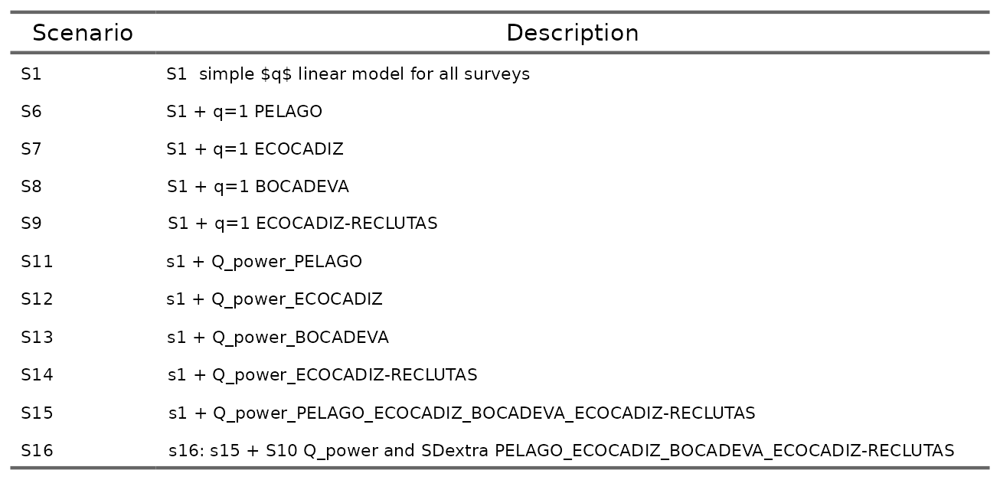 Scenario Description
S1 S1 simple $q$ linear model for all surveys
S6 S1 + q=1 PELAGO
S7 S1 + q=1 ECOCADIZ
S8 S1 + q=1 BOCADEVA
S9 S1 + q=1 ECOCADIZ-RECLUTAS
S11 s1 + Q_power_PELAGO
S12 s1 + Q_power_ECOCADIZ
S13 s1 + Q_power_BOCADEVA
S14 s1 + Q_power_ECOCADIZ-RECLUTAS
S15 s1 + Q_power_PELAGO_ECOCADIZ_BOCADEVA_ECOCADIZ-RECLUTAS
S16 s16: s15 + S10 Q_power and SDextra PELAGO_ECOCADIZ_BOCADEVA_ECOCADIZ-RECLUTAS